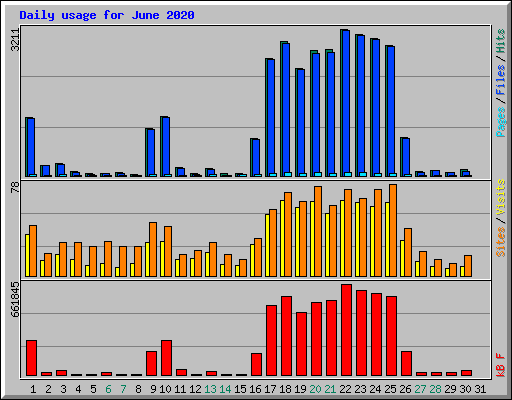 Daily usage for June 2020
3211
Pages / Files / Hits
78
Sites / Visits
661845
kB F
1 2 3 4 5 6 7 8 9 10 11 12 13 14 15 16 17 18 19 20 21 22 23 24 25 26 27 28 29 30 31